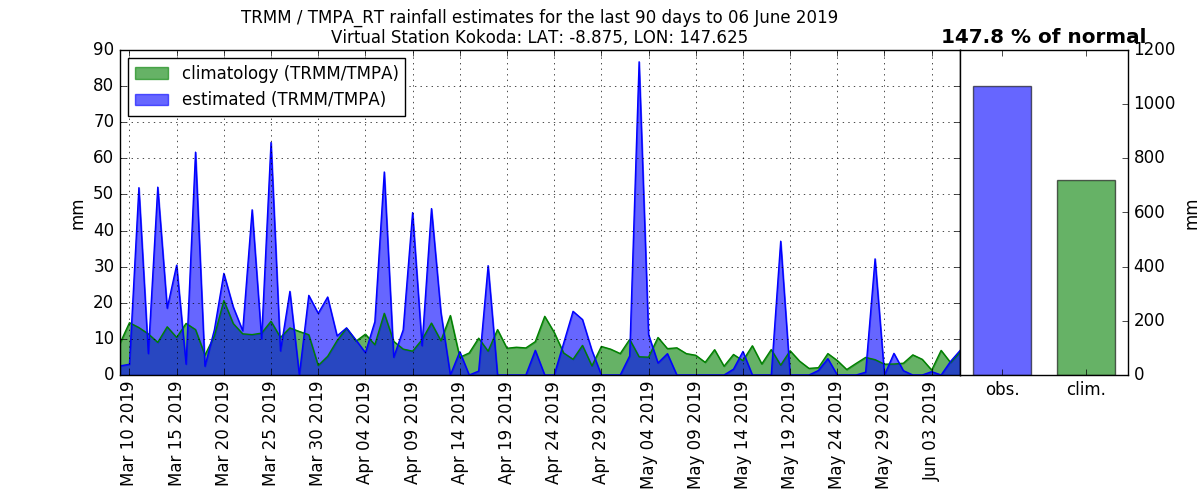 TRMM / TMPA_RT rainfall estimates for the last 90 days to 06 June 2019
Virtual Station Kokoda: LAT: -8.875, LON: 147.625
147.8 % of normal
climatology (TRMM/TMPA)
estimated (TRMM/TMPA)
90
80
70
60
50
40
30
20
10
0
mm
1200
1000
800
600
400
200
0
mm
Mar 10 2019
Mar 15 2019
Mar 20 2019
Mar 25 2019
Mar 30 2019
Apr 04 2019
Apr 09 2019
Apr 14 2019
Apr 19 2019
Apr 24 2019
Apr 29 2019
May 04 2019
May 09 2019
May 14 2019
May 19 2019
May 24 2019
May 29 2019
Jun 03 2019
obs.
clim.